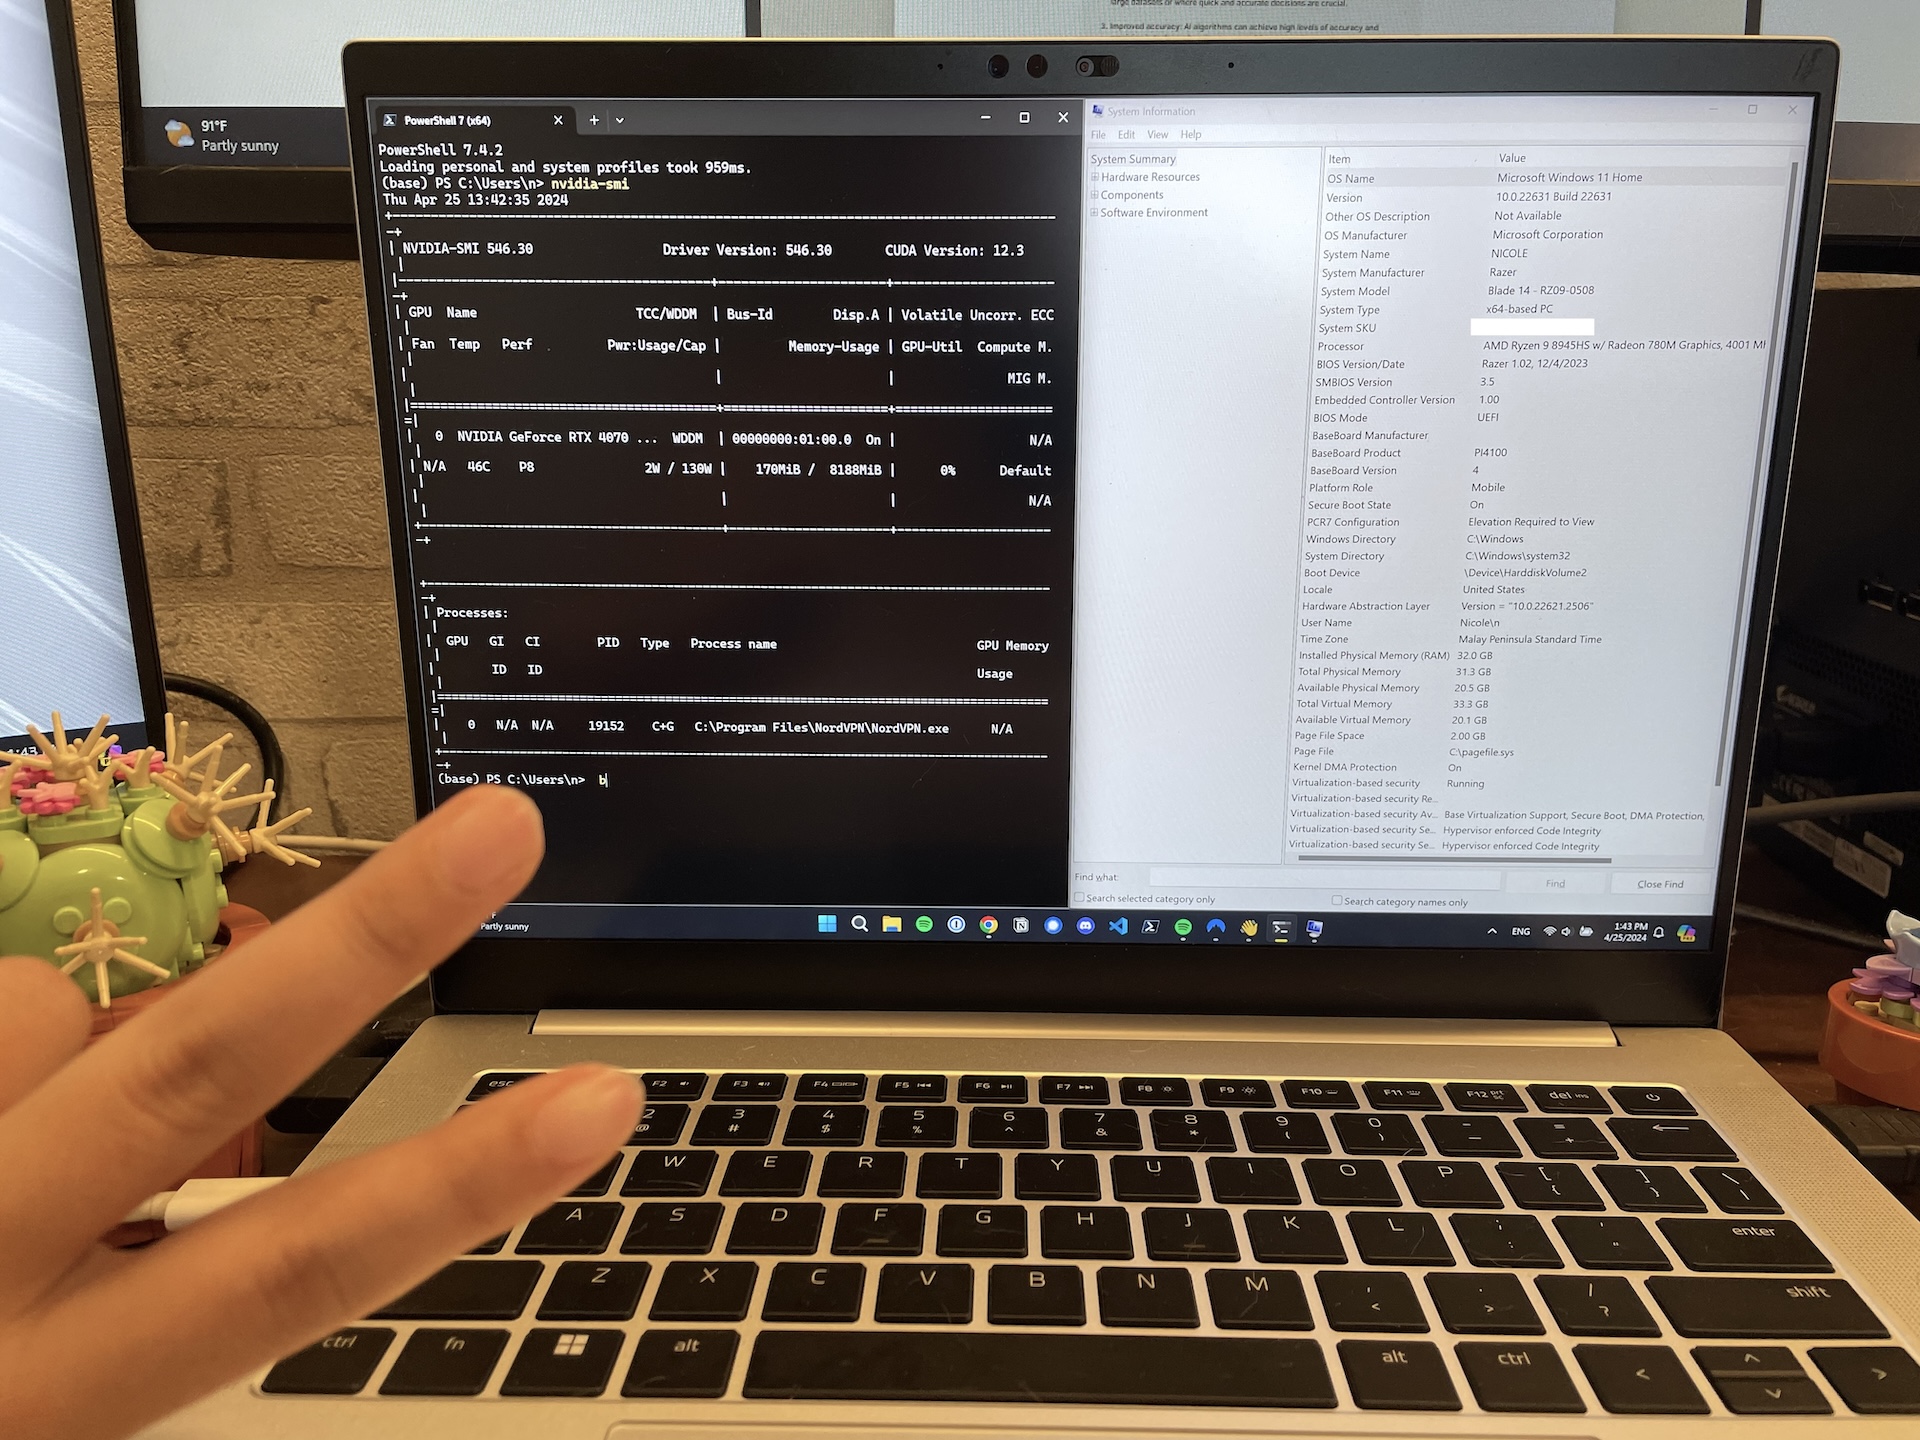 large datasets or where quick and accurate decisions are crucial.
3. Improved accuracy: AI algorithms can achieve high levels of accuracy and
91°F
Partly sunny
PowerShell 7 (x64)
PowerShell 7.4.2
Loading personal and system profiles took 959ms.
(base) PS C:\Users\n> nvidia-smi
Thu Apr 25 13:42:35 2024
NVIDIA-SMI 546.30 Driver Version: 546.30 CUDA Version: 12.3
GPU Name TCC/WDDM | Bus-Id Disp.A | Volatile Uncorr. ECC
Fan Temp Perf Pwr:Usage/Cap | Memory-Usage | GPU-Util Compute M.
MIG M.
0 NVIDIA GeForce RTX 4070 ... WDDM | 00000000:01:00.0 On | N/A
N/A 46C P8 2W / 130W | 170MiB / 8188MiB | 0% Default
N/A
Processes:
GPU GI CI PID Type Process name GPU Memory
ID ID Usage
0 N/A N/A 19152 C+G C:\Program Files\NordVPN\NordVPN.exe N/A
(base) PS C:\Users\n> b
System Information
File Edit View Help
System Summary
Hardware Resources
Components
Software Environment
Item Value
OS Name Microsoft Windows 11 Home
Version 10.0.22631 Build 22631
Other OS Description Not Available
OS Manufacturer Microsoft Corporation
System Name NICOLE
System Manufacturer Razer
System Model Blade 14 - RZ09-0508
System Type x64-based PC
System SKU
Processor AMD Ryzen 9 8945HS w/ Radeon 780M Graphics, 4001 M
BIOS Version/Date Razer 1.02, 12/4/2023
SMBIOS Version 3.5
Embedded Controller Version 1.00
BIOS Mode UEFI
BaseBoard Manufacturer
BaseBoard Product PI4100
BaseBoard Version 4
Platform Role Mobile
Secure Boot State On
PCR7 Configuration Elevation Required to View
Windows Directory C:\Windows
System Directory C:\Windows\system32
Boot Device \Device\HarddiskVolume2
Locale United States
Hardware Abstraction Layer Version = "10.0.22621.2506"
User Name Nicole\n
Time Zone Malay Peninsula Standard Time
Installed Physical Memory (RAM) 32.0 GB
Total Physical Memory 31.3 GB
Available Physical Memory 20.5 GB
Total Virtual Memory 33.3 GB
Available Virtual Memory 20.1 GB
Page File Space 2.00 GB
Page File C:\pagefile.sys
Kernel DMA Protection On
Virtualization-based security Running
Virtualization-based security Re...
Virtualization-based security Av... Base Virtualization Support, Secure Boot, DMA Protection,
Virtualization-based security Se... Hypervisor enforced Code Integrity
Virtualization-based security Se... Hypervisor enforced Code Integrity
Find what: Find Close Find
Search selected category only Search category names only
Partly sunny
ENG
1:43 PM
4/25/2024
esc F2 F3 F4 F5 F6 F7 F8 F9 F10 F11 F12 prt sc del ins
2 3 4 5 6 7 8 9 0 - =
@ # $ % ^ & * ( ) _ +
W E R T Y U I O P [ ] \
{ } |
A S D F G H J K L ; ' enter
: "
Z X C V B N M , . / shift
< > ?
ctrl fn alt alt ctrl < ^ >
v